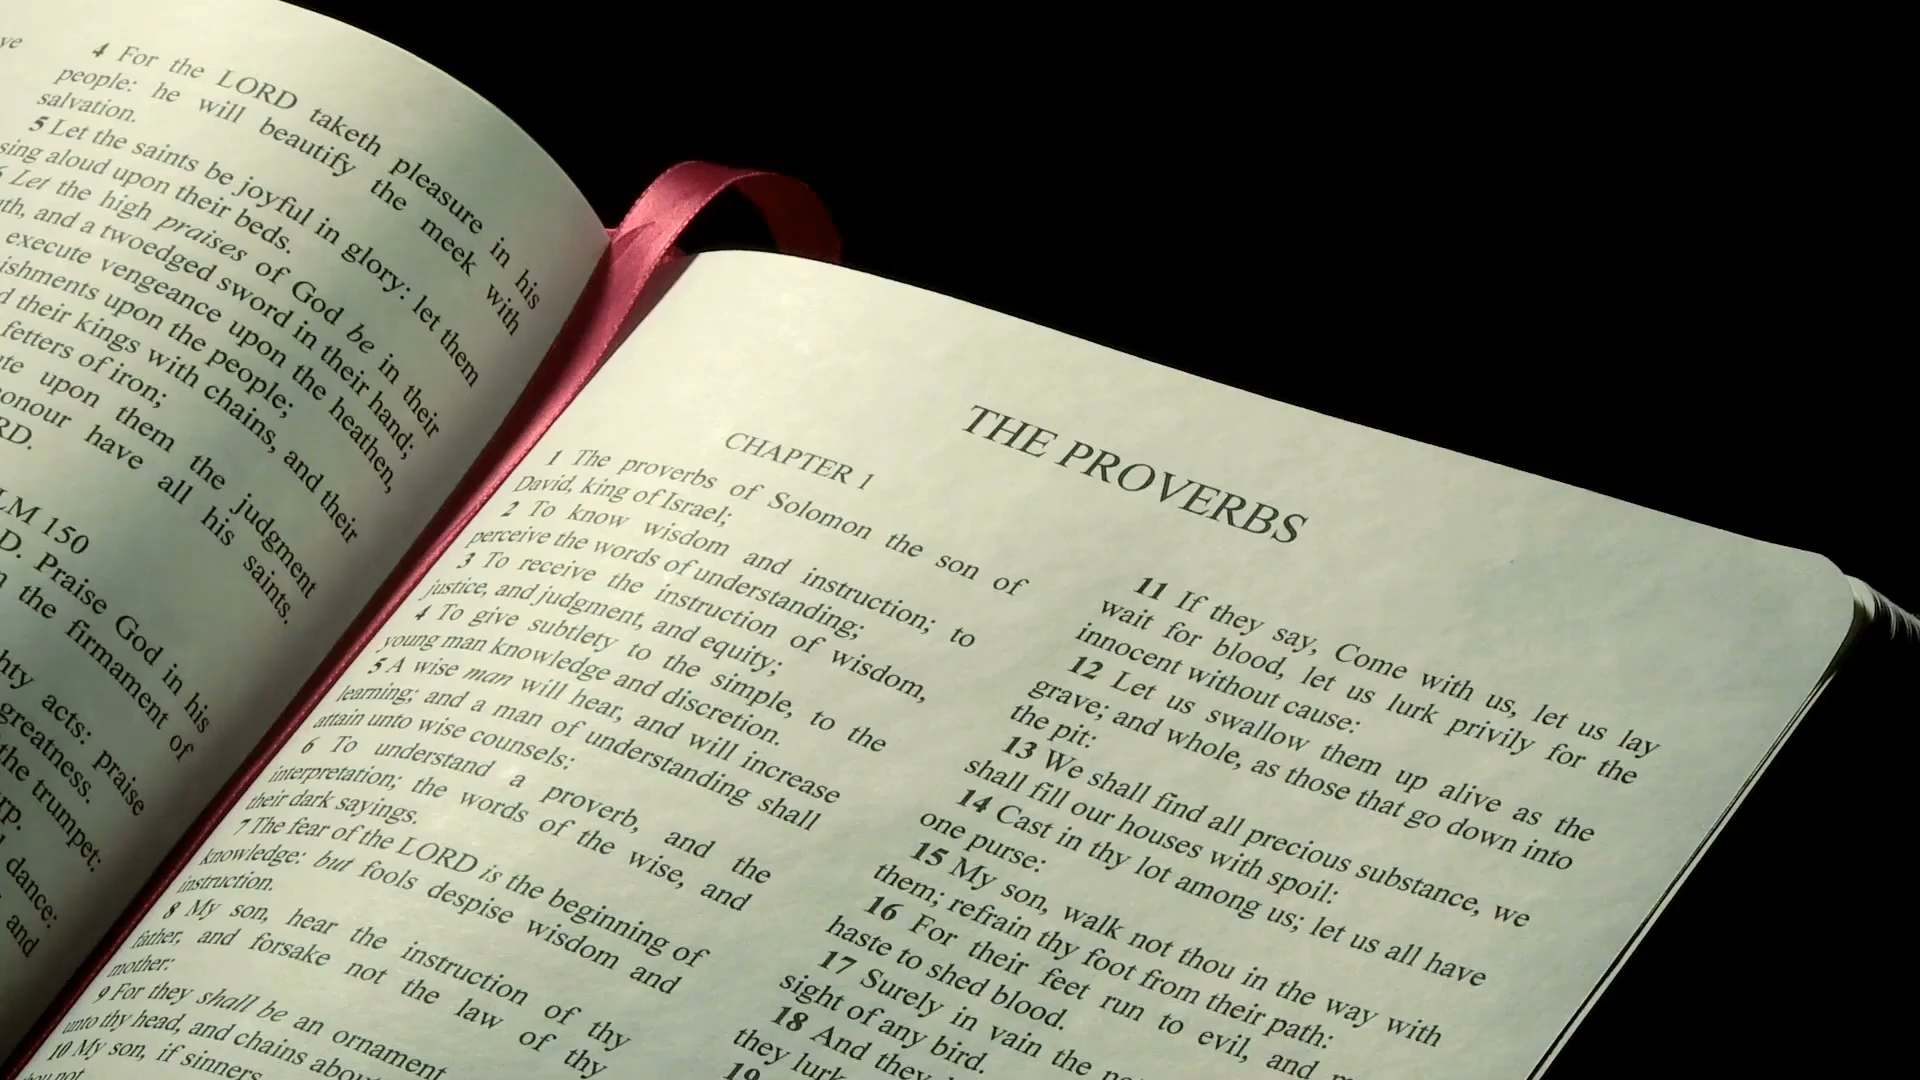 ye
4 For the LORD taketh pleasure in his
people: he will beautify the meek with
salvation.
5 Let the saints be joyful in glory: let them
sing aloud upon their beds.
Let the high praises of God be in their
and a twoedged sword in their hand;
execute vengeance upon the heathen,
upon the people;
their kings with chains, and their
fetters of iron;
upon them the judgment
have all his saints.
150
Praise God in his
the firmament of
acts: praise
greatness.
the trumpet:
dance:
and
THE PROVERBS
CHAPTER 1
1 The proverbs of Solomon the son of
David, king of Israel;
2 To know wisdom and instruction; to
perceive the words of understanding;
3 To receive the instruction of wisdom,
justice, and judgment, and equity;
4 To give subtlety to the simple, to the
young man knowledge and discretion.
5 A wise man will hear, and will increase
learning; and a man of understanding shall
attain unto wise counsels:
6 To understand a proverb, and the
interpretation; the words of the wise, and
their dark sayings.
7 The fear of the LORD is the beginning of
knowledge: but fools despise wisdom and
instruction.
8 My son, hear the instruction of thy
father, and forsake not the law of thy
mother:
9 For they shall be an ornament
unto thy head, and chains about
10 My son, if sinners
not.
11 If they say, Come with us, let us lay
wait for blood, let us lurk privily for the
innocent without cause:
12 Let us swallow them up alive as the
grave; and whole, as those that go down into
the pit:
13 We shall find all precious substance, we
shall fill our houses with spoil:
14 Cast in thy lot among us; let us all have
one purse:
15 My son, walk not thou in the way with
them; refrain thy foot from their path:
16 For their feet run to evil, and
haste to shed blood.
17 Surely in vain the
sight of any bird.
18 And they
they lurk
19